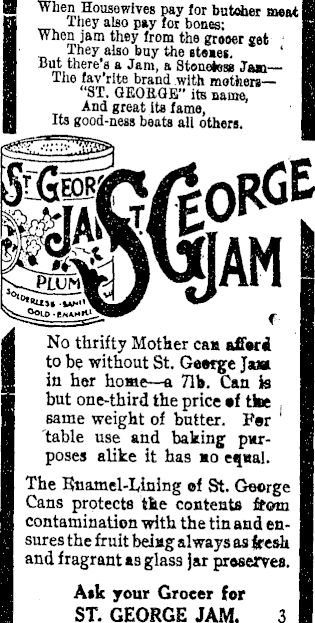 When Housewives pay for butcher meat
They also pay for bones;
When jam they from the grocer get
They also buy the stones.
But there's a Jam, a Stoneless Jam—
The fav'rite brand with mothers—
"ST. GEORGE" its name,
And great its fame,
Its good-ness beats all others.
ST. GEOR
JA
PLUM
SOLDERLESS · SANIT
GOLD · ENAMEL
ST. GEORGE
JAM
No thrifty Mother can afford
to be without St. George Jam
in her home—a 7lb. Can is
but one-third the price of the
same weight of butter. For
table use and baking pur-
poses alike it has no equal.
The Enamel-Lining of St. George
Cans protects the contents from
contamination with the tin and en-
sures the fruit being always as fresh
and fragrant as glass jar preserves.
Ask your Grocer for
ST. GEORGE JAM. 3